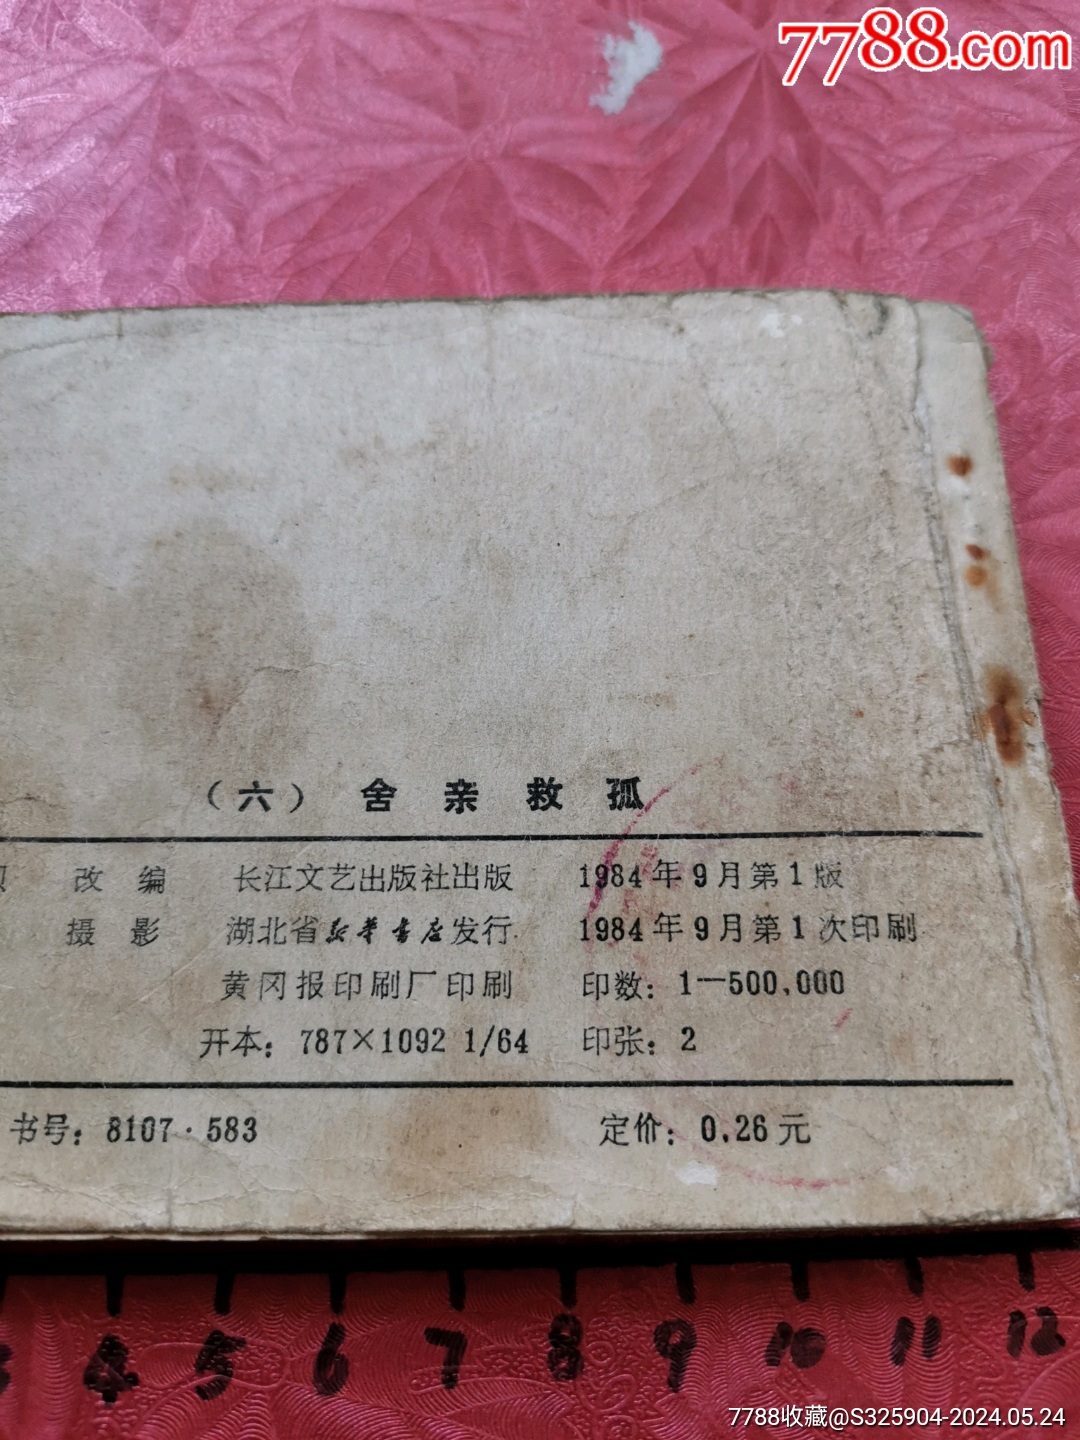 7788.com
（六） 舍亲救孤
改编 长江文艺出版社出版 1984年9月第1版
摄影 湖北省新华书店发行 1984年9月第1次印刷
黄冈报印刷厂印刷 印数：1—500,000
开本：787×1092 1/64 印张：2
书号：8107·583 定价：0.26元
4 5 6 7 8 9 10 11 12
7788收藏@S325904-2024.05.24